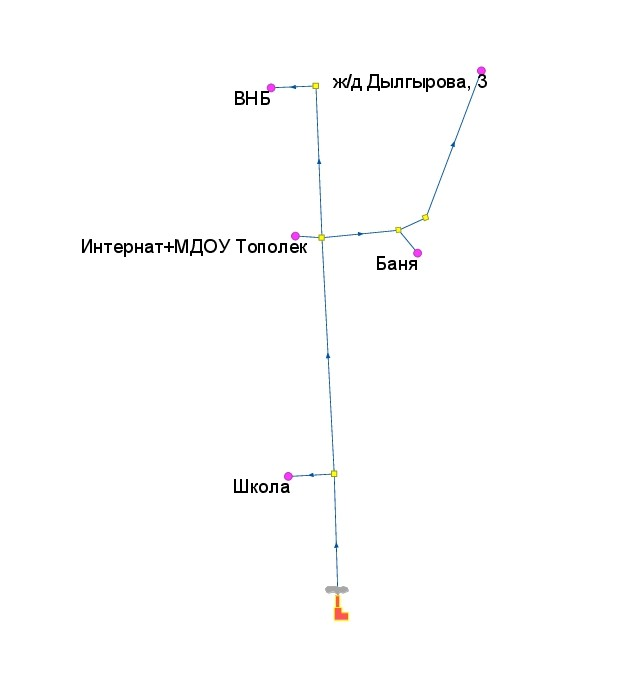 ж/д Дылгырова, 3
ВНБ
Интернат+МДОУ Тополек
Баня
Школа